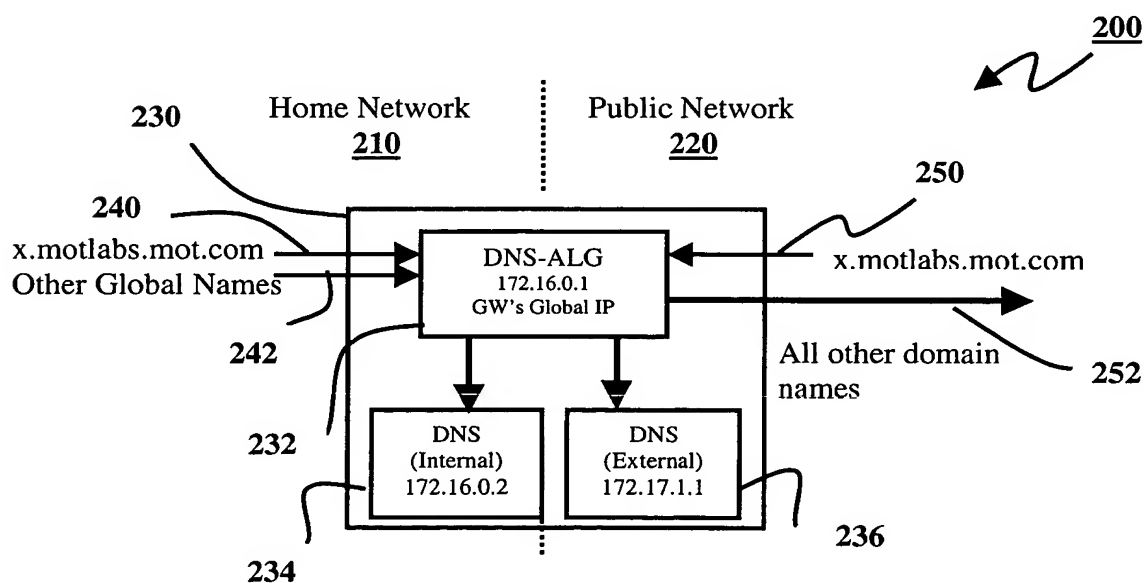 200
Home Network
210
Public Network
220
230
240
250
x.motlabs.mot.com
Other Global Names
DNS-ALG
172.16.0.1
GW's Global IP
x.motlabs.mot.com
242
All other domain
names
252
232
DNS
(Internal)
172.16.0.2
DNS
(External)
172.17.1.1
234
236